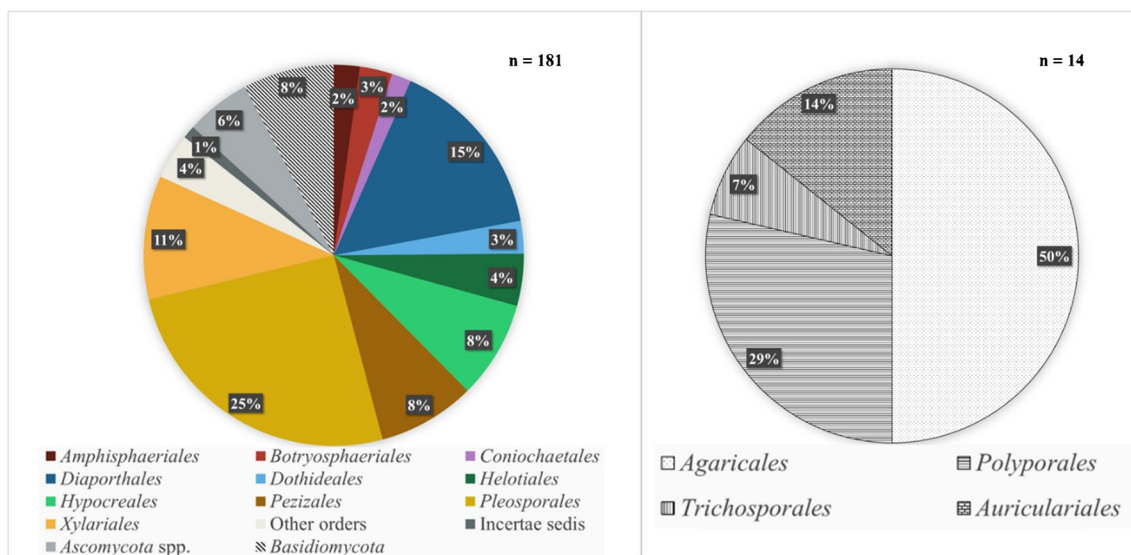 n = 181
8%
2%
3%
2%
6%
1%
15%
4%
11%
3%
4%
8%
25%
8%
Amphisphaeriales Botryosphaeriales Coniochaetales
Diaporthales Dothideales Helotiales
Hypocreales Pezizales Pleosporales
Xylariales Other orders Incertae sedis
Ascomycota spp. Basidiomycota
n = 14
14%
7%
50%
29%
Agaricales Polyporales
Trichosporales Auriculariales